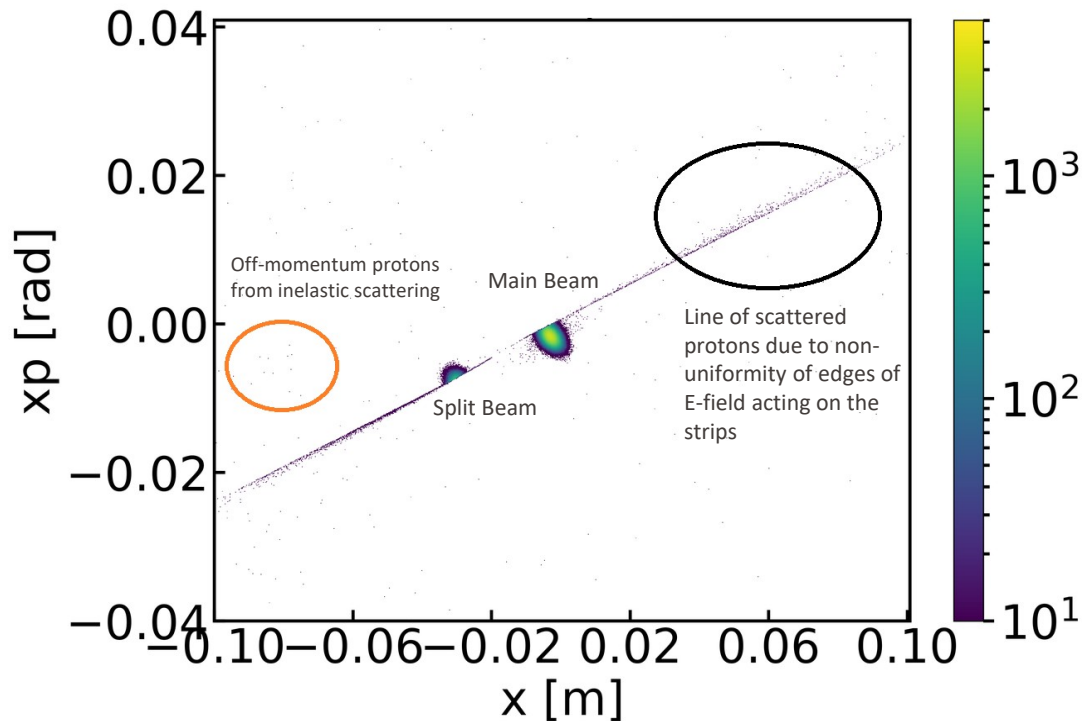 0.04
0.02
0.00
−0.02
−0.04
xp [rad]
Off-momentum protons
from inelastic scattering
Main Beam
Split Beam
Line of scattered
protons due to non-
uniformity of edges of
E-field acting on the
strips
−0.10
−0.06
−0.02
0.02
0.06
0.10
x [m]
10³
10²
10¹